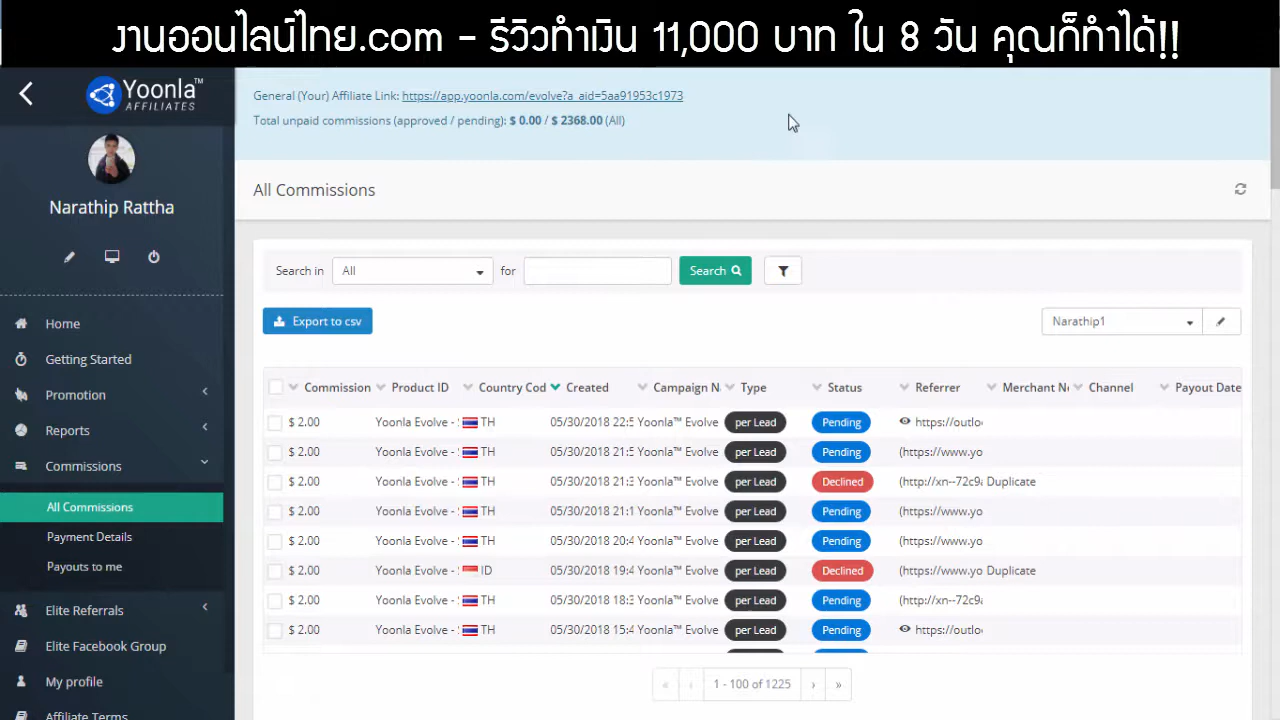 งานออนไลน์ไทย.com - รีวิวทำเงิน 11,000 บาท ใน 8 วัน คุณก็ทำได้!!
Yoonla™
AFFILIATES
General (Your) Affiliate Link: https://app.yoonla.com/evolve?a_aid=5aa91953c1973
Total unpaid commissions (approved / pending): $ 0.00 / $ 2368.00 (All)
Narathip Rattha
All Commissions
Search in All for Search
Export to csv Narathip1
Home
Getting Started
Promotion
Reports
Commissions
All Commissions
Payment Details
Payouts to me
Elite Referrals
Elite Facebook Group
My profile
Affiliate Terms
Commission Product ID Country Cod Created Campaign N. Type Status Referrer Merchant No Channel Payout Date
$ 2.00 Yoonla Evolve - TH 05/30/2018 22:5 Yoonla™ Evolve per Lead Pending https://outlo
$ 2.00 Yoonla Evolve - TH 05/30/2018 21:5 Yoonla™ Evolve per Lead Pending (https://www.yo
$ 2.00 Yoonla Evolve - TH 05/30/2018 21:3 Yoonla™ Evolve per Lead Declined (http://xn--72c9a Duplicate
$ 2.00 Yoonla Evolve - TH 05/30/2018 21:1 Yoonla™ Evolve per Lead Pending (https://www.yo
$ 2.00 Yoonla Evolve - TH 05/30/2018 20:4 Yoonla™ Evolve per Lead Pending (https://www.yo
$ 2.00 Yoonla Evolve - ID 05/30/2018 19:4 Yoonla™ Evolve per Lead Declined (https://www.yo Duplicate
$ 2.00 Yoonla Evolve - TH 05/30/2018 18:3 Yoonla™ Evolve per Lead Pending (http://xn--72c9a
$ 2.00 Yoonla Evolve - TH 05/30/2018 15:4 Yoonla™ Evolve per Lead Pending https://outlo
« ‹ 1 - 100 of 1225 › »